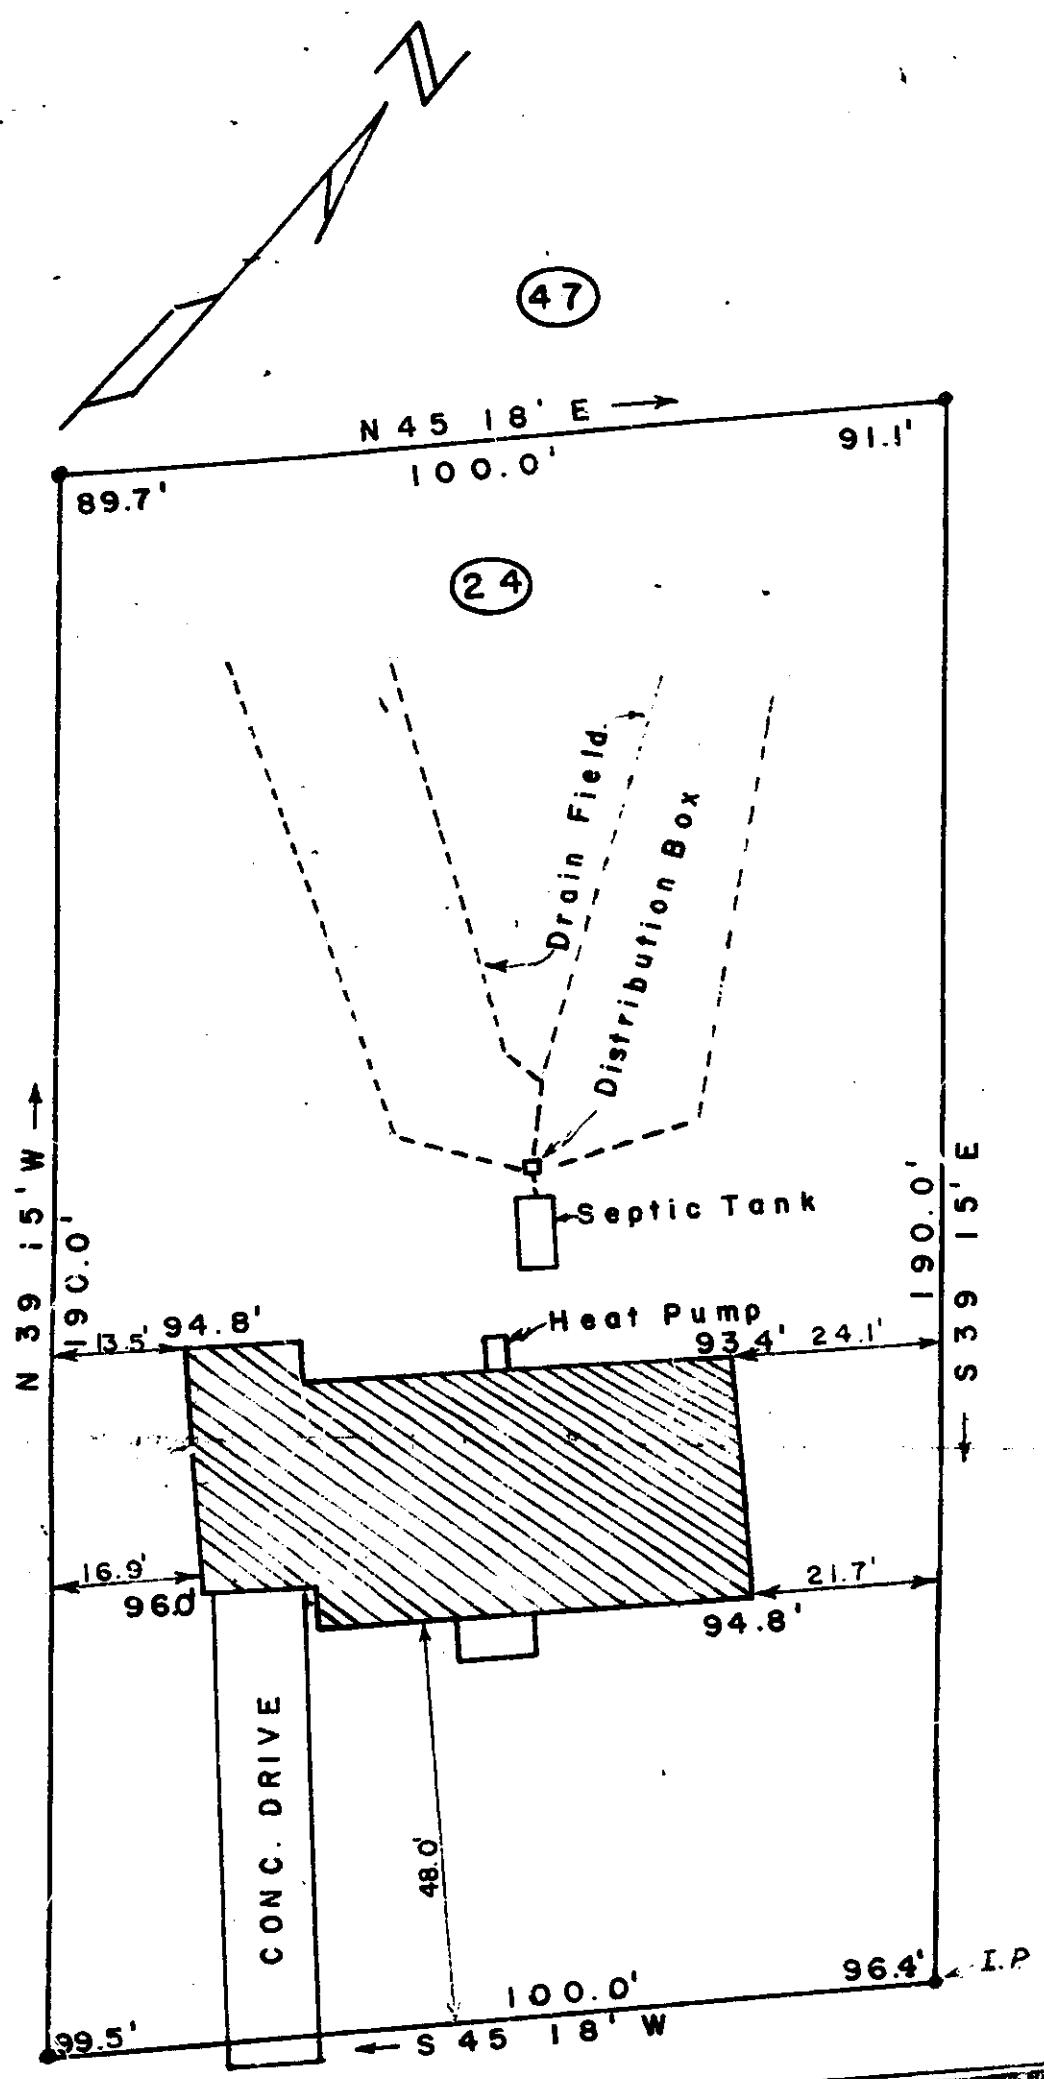 N
47
N 45 18' E
100.0'
91.1'
89.7'
24
Drain Field
Distribution Box
Septic Tank
N 39 15' W
190.0'
190.0'
S 39 15' E
Heat Pump
13.5'
94.8'
93.4'
24.1'
16.9'
96.0'
21.7'
94.8'
CONC. DRIVE
48.0'
96.4'
I.P
100.0'
99.5'
S 45 18' W